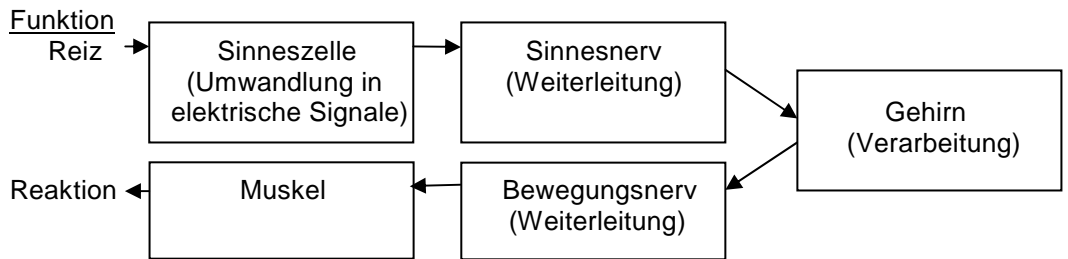 Funktion
Reiz
Sinneszelle
(Umwandlung in
elektrische Signale)
Sinnesnerv
(Weiterleitung)
Gehirn
(Verarbeitung)
Reaktion
Muskel
Bewegungsnerv
(Weiterleitung)